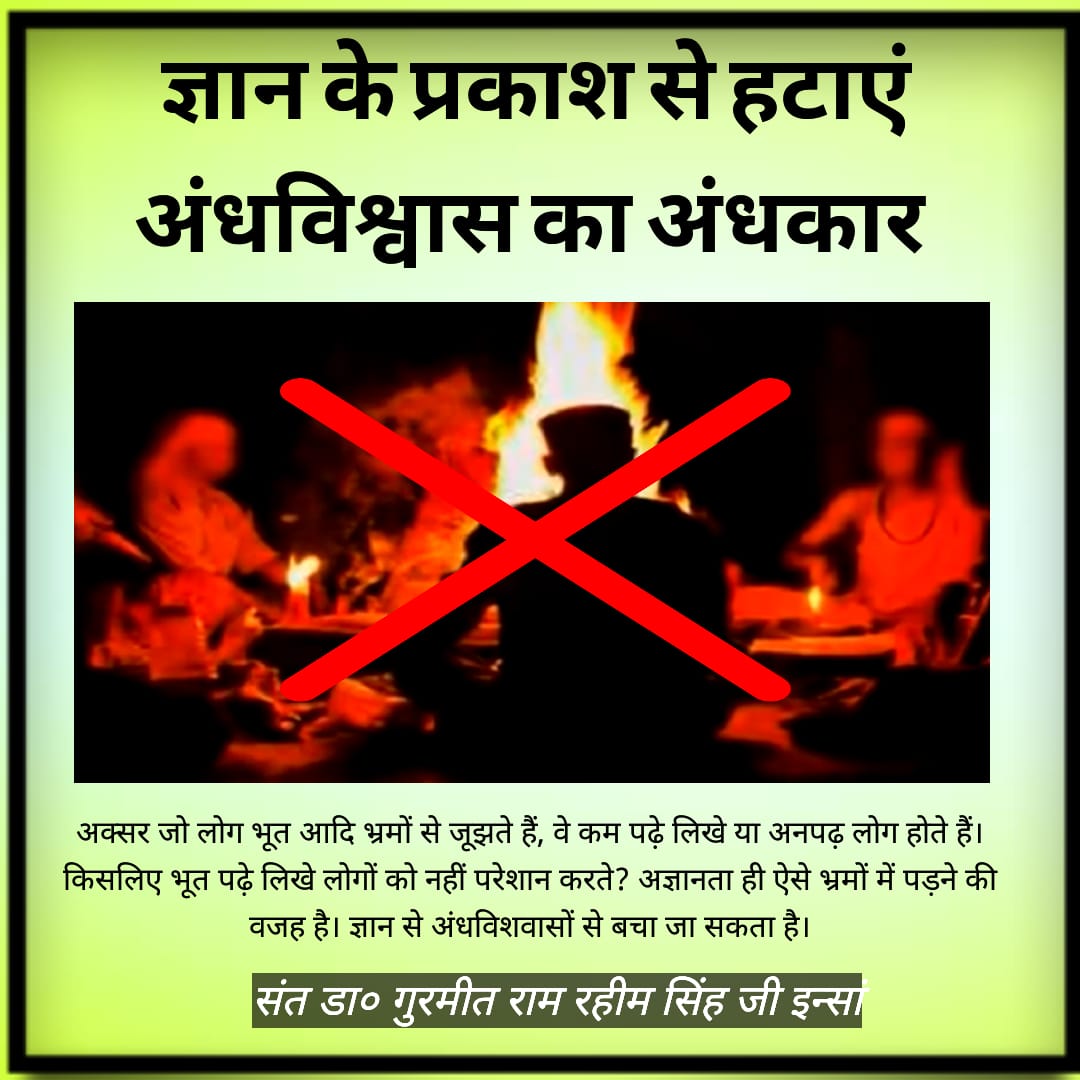 ज्ञान के प्रकाश से हटाएं
अंधविश्वास का अंधकार
अक्सर जो लोग भूत आदि भ्रमों से जूझते हैं, वे कम पढ़े लिखे या अनपढ़ लोग होते हैं।
किसलिए भूत पढ़े लिखे लोगों को नहीं परेशान करते? अज्ञानता ही ऐसे भ्रमों में पड़ने की
वजह है। ज्ञान से अंधविशवासों से बचा जा सकता है।
संत डा० गुरमीत राम रहीम सिंह जी इन्सां